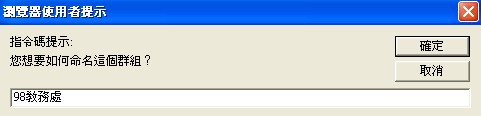 瀏覽器使用者提示
指令碼提示:
您想要如何命名這個群組？
確定
取消
98教務處